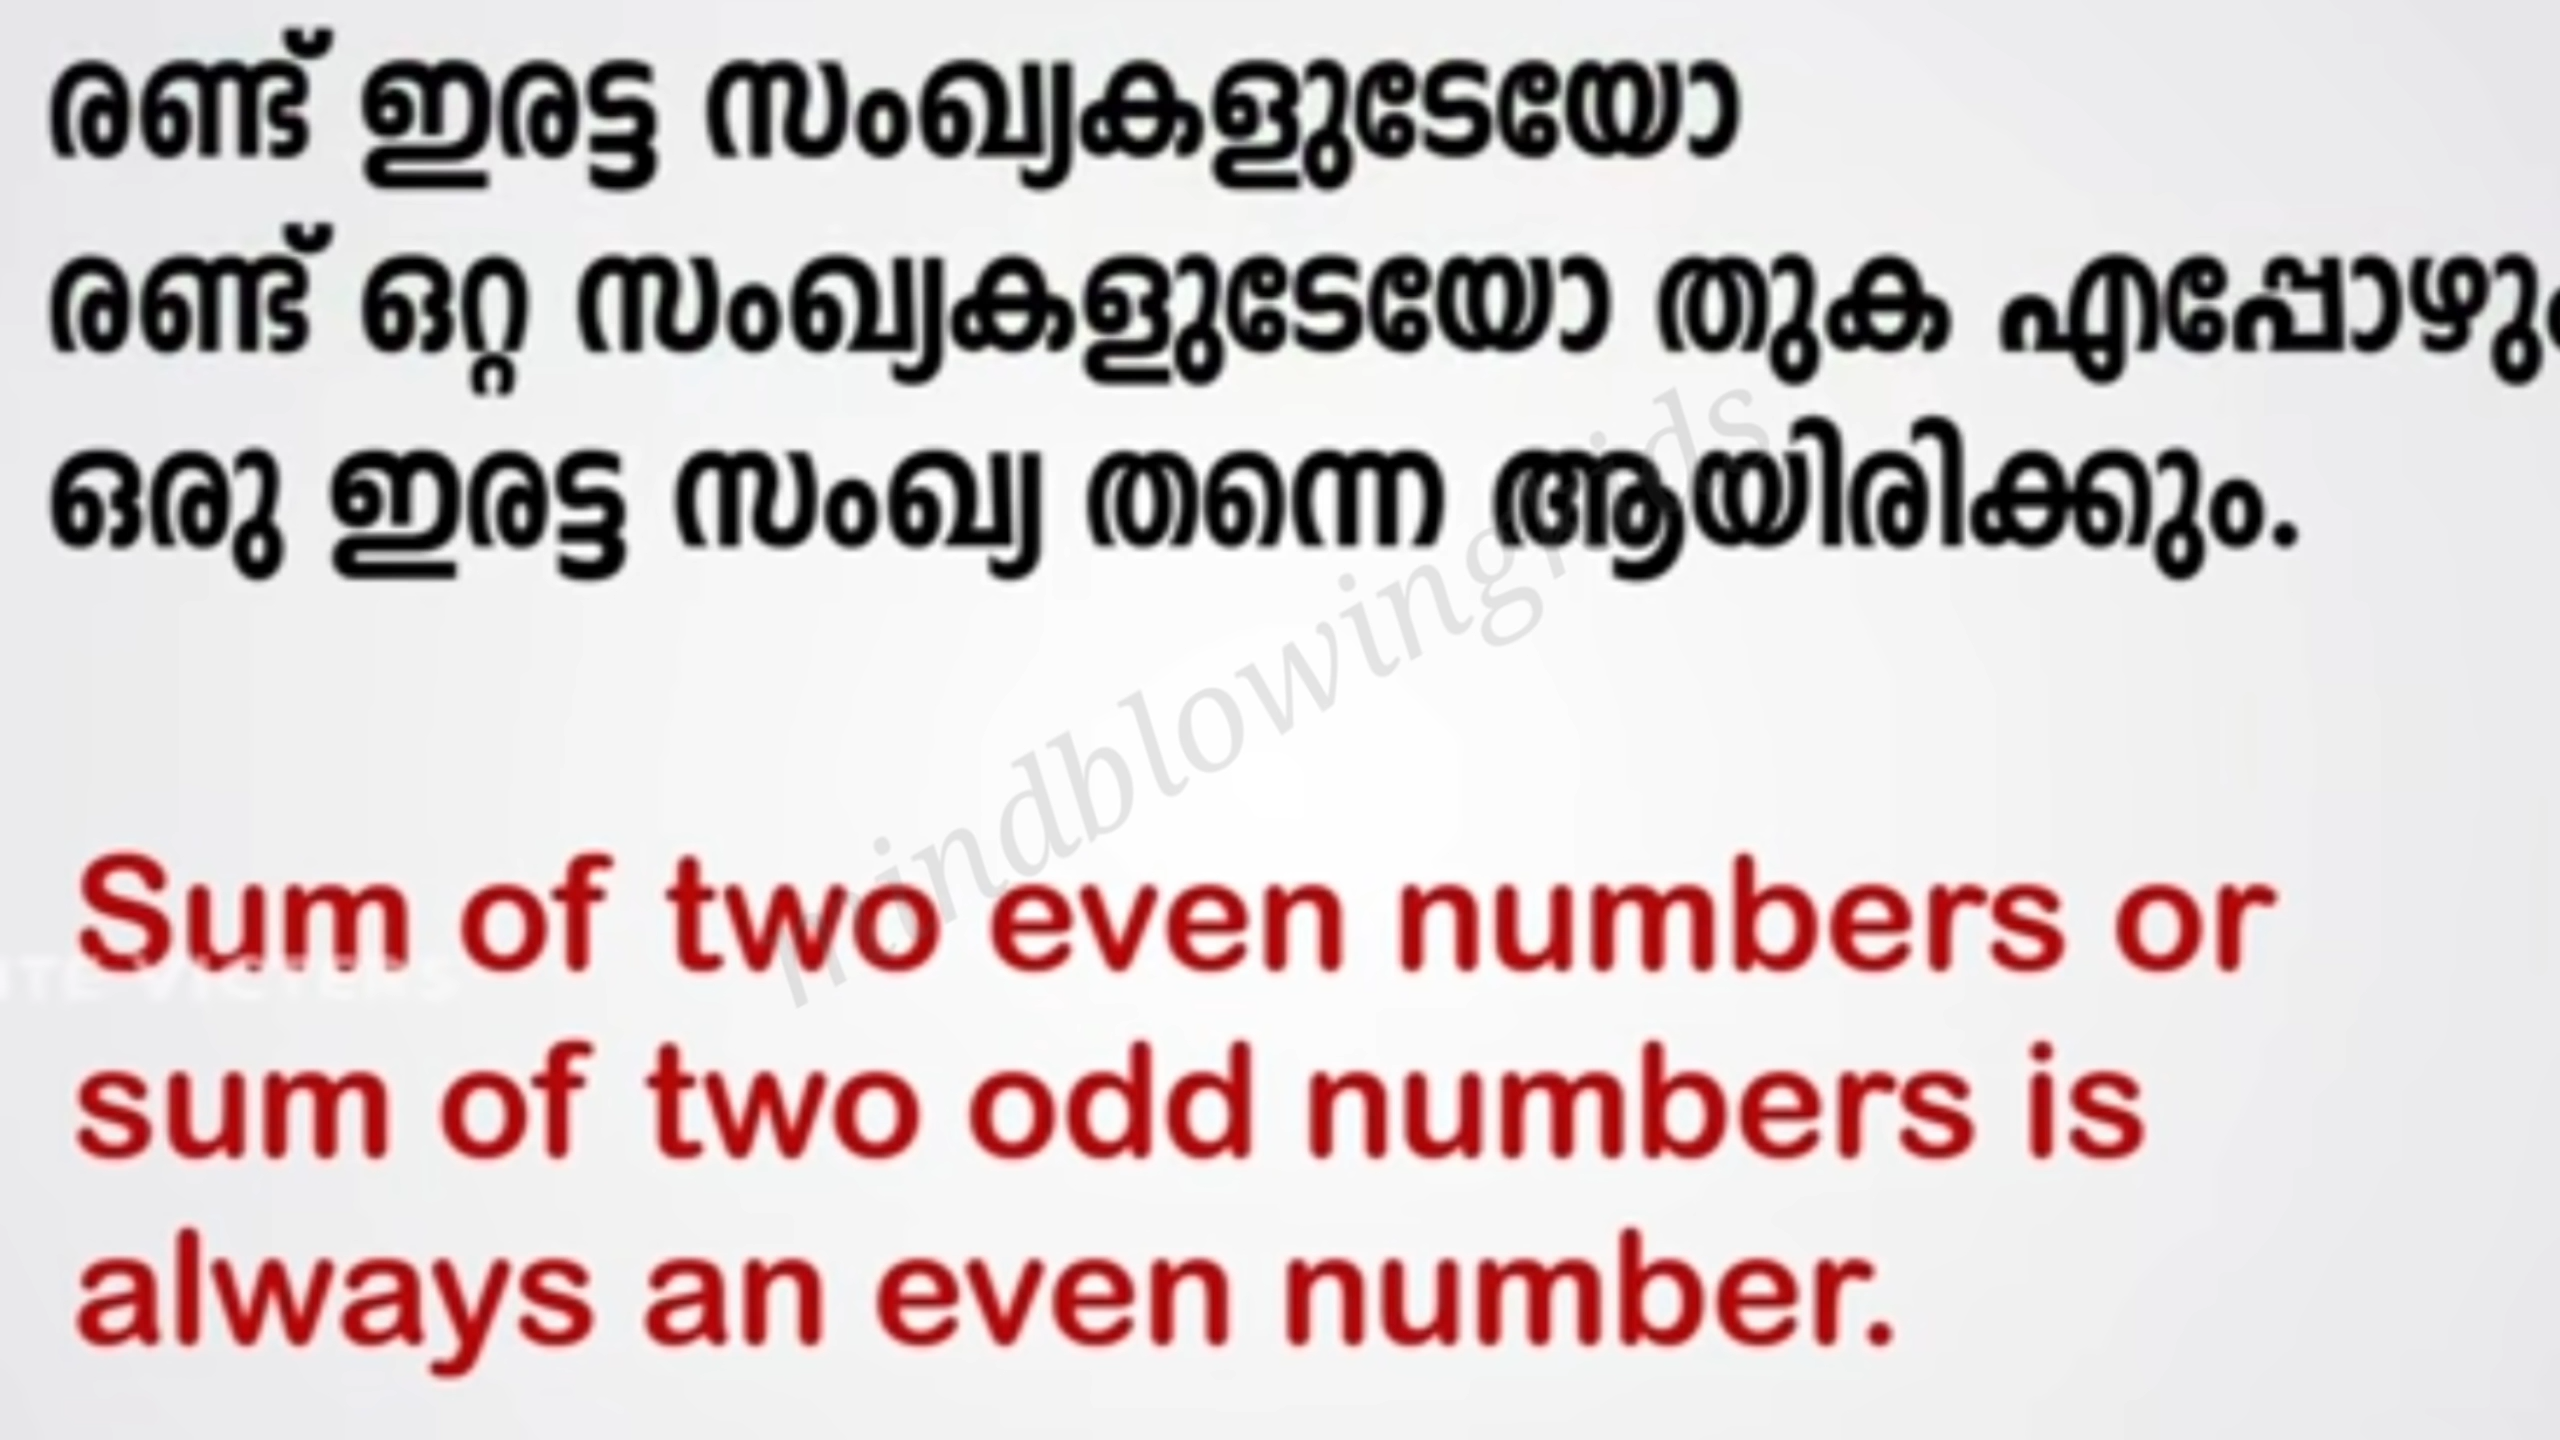 രണ്ട് ഇരട്ട സംഖ്യകളുടേയോ
രണ്ട് ഒറ്റ സംഖ്യകളുടേയോ തുക എപ്പോഴും
ഒരു ഇരട്ട സംഖ്യ തന്നെ ആയിരിക്കും.
mindblowingrids
Sum of two even numbers or
sum of two odd numbers is
always an even number.